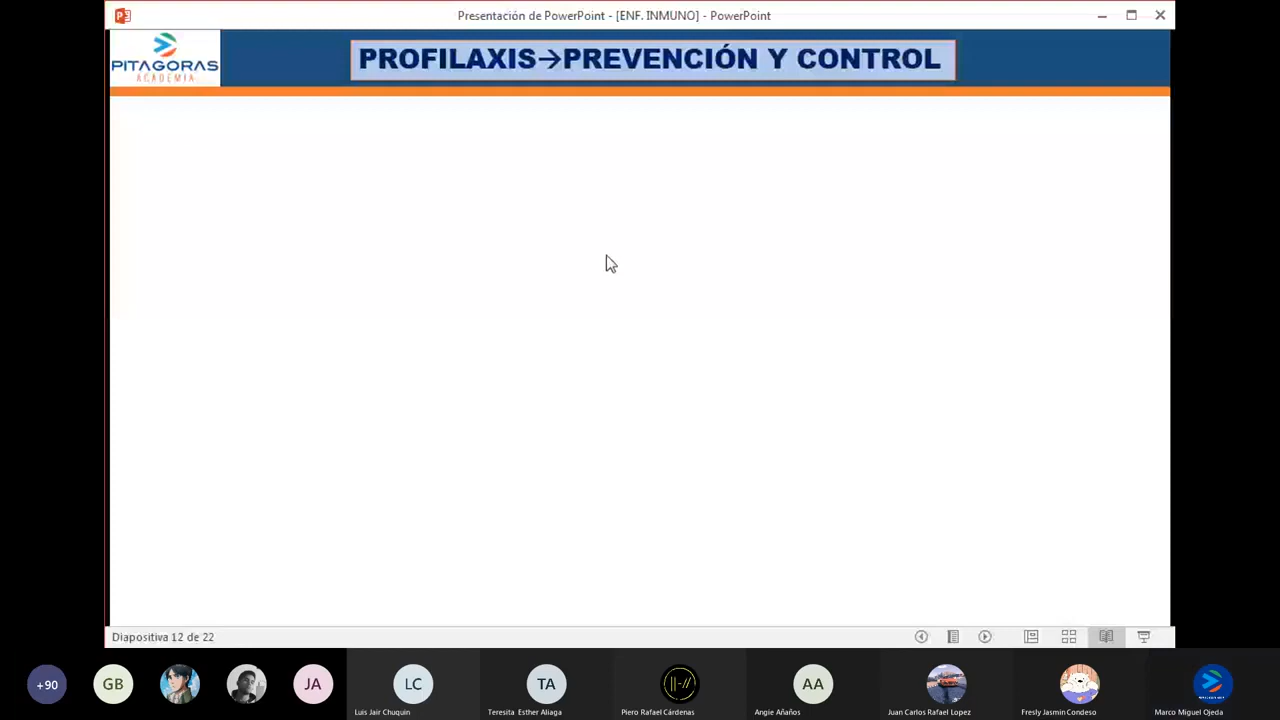 Presentación de PowerPoint - [ENF. INMUNO] - PowerPoint
PITAGORAS
ACADEMIA
PROFILAXIS→PREVENCIÓN Y CONTROL
Diapositiva 12 de 22
+90
GB
JA
LC
TA
AA
Luis Jair Chuquin
Teresita Esther Aliaga
Piero Rafael Cárdenas
Angie Añaños
Juan Carlos Rafael Lopez
Fresly Jasmin Condeso
Marco Miguel Ojeda